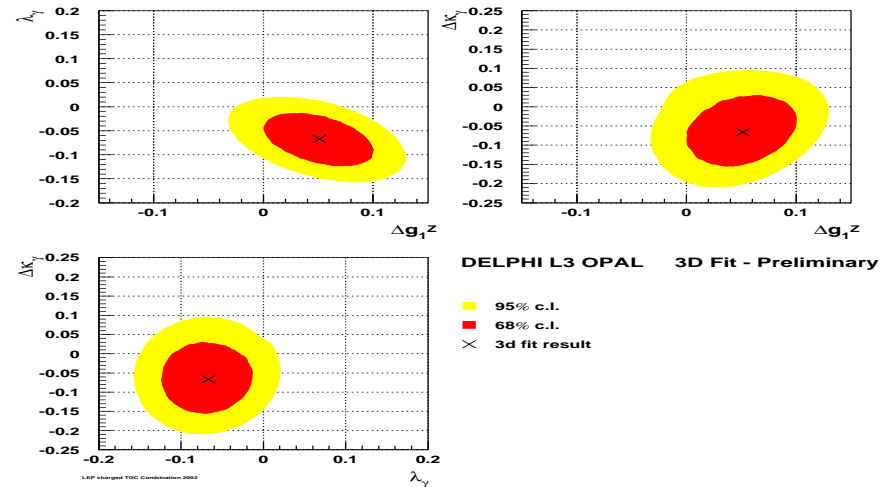 λγ
0.2
0.15
0.1
0.05
0
-0.05
-0.1
-0.15
-0.2
-0.1 0 0.1
Δg1z
Δκγ
0.25
0.2
0.15
0.1
0.05
0
-0.05
-0.1
-0.15
-0.2
-0.25
-0.1 0 0.1
Δg1z
Δκγ
0.25
0.2
0.15
0.1
0.05
0
-0.05
-0.1
-0.15
-0.2
-0.25
-0.2 -0.1 0 0.1 0.2
λγ
LEP charged TGC Combination 2002
DELPHI L3 OPAL 3D Fit - Preliminary
95% c.l.
68% c.l.
3d fit result